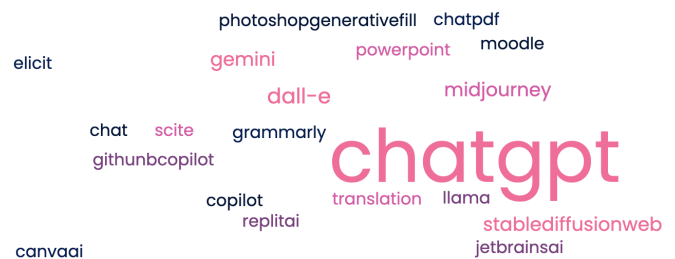 photoshopgenerativefill chatpdf
moodle
powerpoint
gemini
elicit
dall-e
midjourney
chat scite grammarly
chatgpt
githunbcopilot
copilot translation llama
replitai
stablediffusionweb
jetbrainsai
canvaai